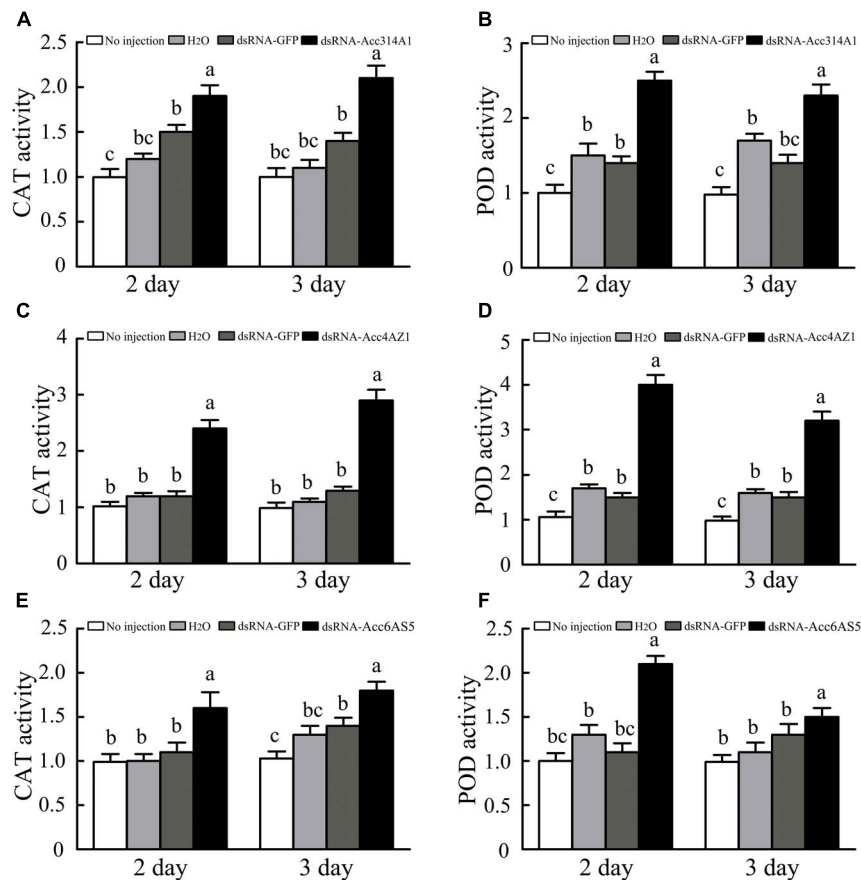 A
No injection H2O dsRNA-GFP dsRNA-Acc314A1
CAT activity
2.5
2.0
1.5
1.0
0.5
0
c bc b a
bc bc b a
2 day 3 day
B
No injection H2O dsRNA-GFP dsRNA-Acc314A1
POD activity
3
2
1
0
c b b a
c b bc a
2 day 3 day
C
No injection H2O dsRNA-GFP dsRNA-Acc4AZ1
CAT activity
4
3
2
1
0
b b b a
b b b a
2 day 3 day
D
No injection H2O dsRNA-GFP dsRNA-Acc4AZ1
POD activity
5
4
3
2
1
0
c b b a
c b b a
2 day 3 day
E
No injection H2O dsRNA-GFP dsRNA-Acc6AS5
CAT activity
2.5
2.0
1.5
1.0
0.5
0
b b b a
c bc b a
2 day 3 day
F
No injection H2O dsRNA-GFP dsRNA-Acc6AS5
POD activity
2.5
2.0
1.5
1.0
0.5
0
bc b bc a
b b b a
2 day 3 day